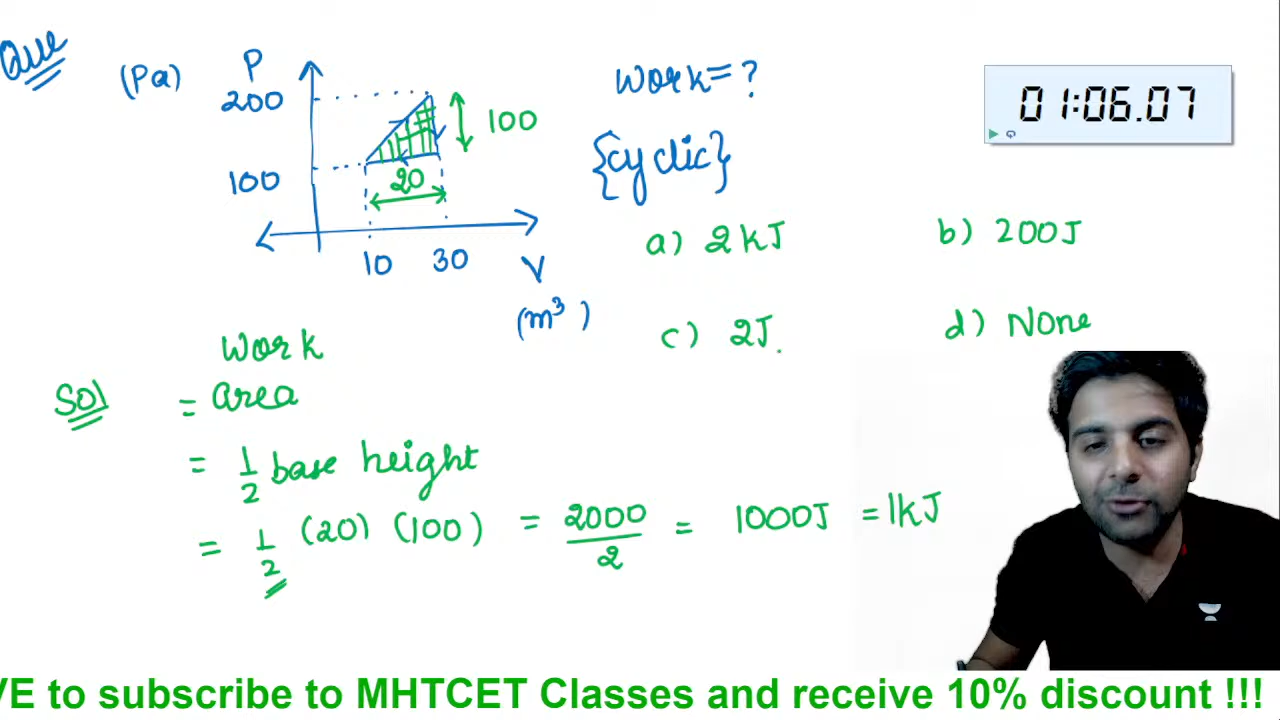 Que
(Pa) P
200
100
100
20
10 30 V
(m³)
Work = ?
{cyclic}
01:06.07
a) 2kJ b) 200J
c) 2J. d) None
Work
Sol = area
= 1/2 base height
= 1/2 (20) (100) = 2000/2 = 1000J = 1kJ
VE to subscribe to MHTCET Classes and receive 10% discount !!!